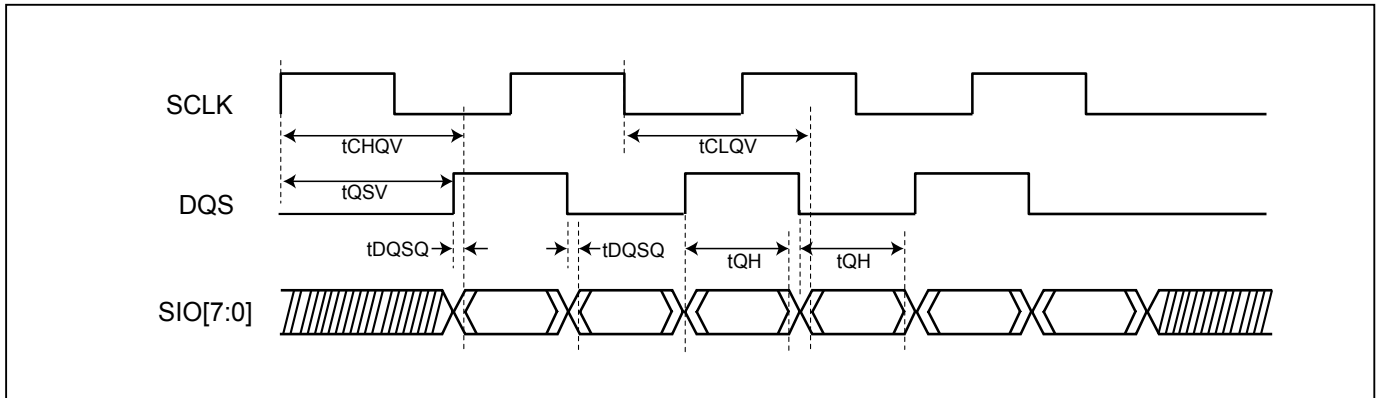 SCLK
tCHQV
tCLQV
tQSV
DQS
tDQSQ
tDQSQ
tQH
tQH
SIO[7:0]